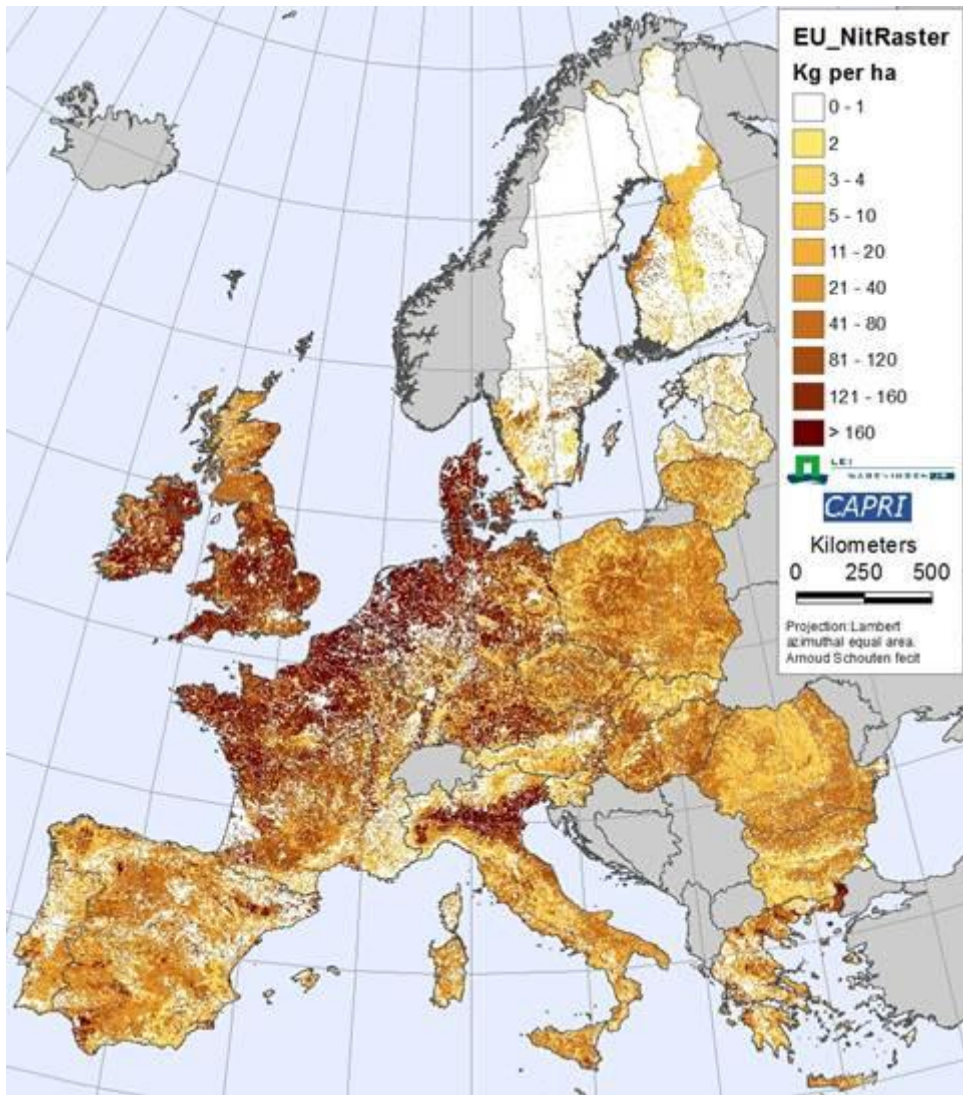 EU_NitRaster
Kg per ha
0 - 1
2
3 - 4
5 - 10
11 - 20
21 - 40
41 - 80
81 - 120
121 - 160
> 160
LEI
CAPRI
Kilometers
0 250 500
Projection: Lambert
azimuthal equal area.
Arnoud Schouten fecit